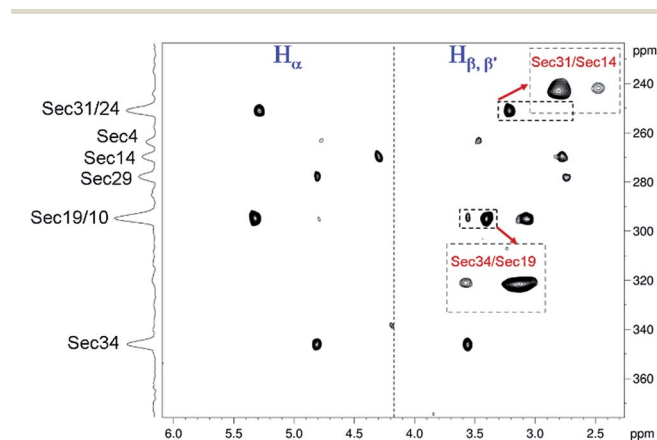 Hα
Hβ, β'
ppm
Sec31/Sec14
240
Sec31/24
260
Sec4
Sec14
Sec29
280
Sec19/10
300
Sec34/Sec19
320
Sec34
340
360
6.0 5.5 5.0 4.5 4.0 3.5 3.0 2.5 ppm